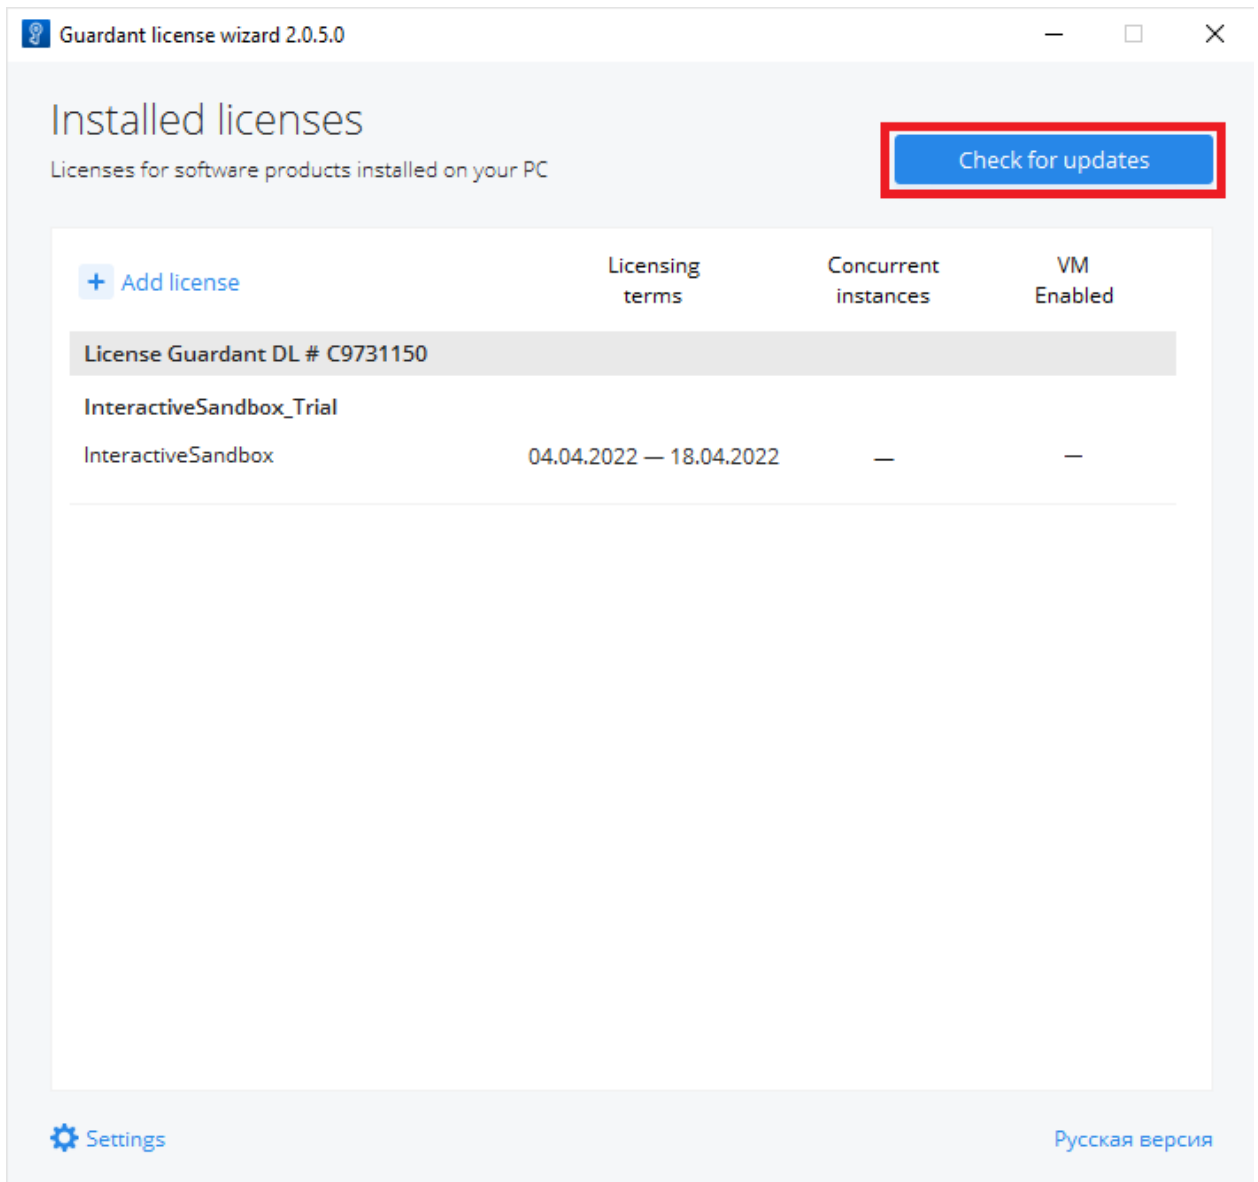 Guardant license wizard 2.0.5.0
Installed licenses
Licenses for software products installed on your PC
Check for updates
+ Add license
Licensing terms
Concurrent instances
VM Enabled
License Guardant DL # C9731150
InteractiveSandbox_Trial
InteractiveSandbox 04.04.2022 — 18.04.2022 — —
Settings
Русская версия